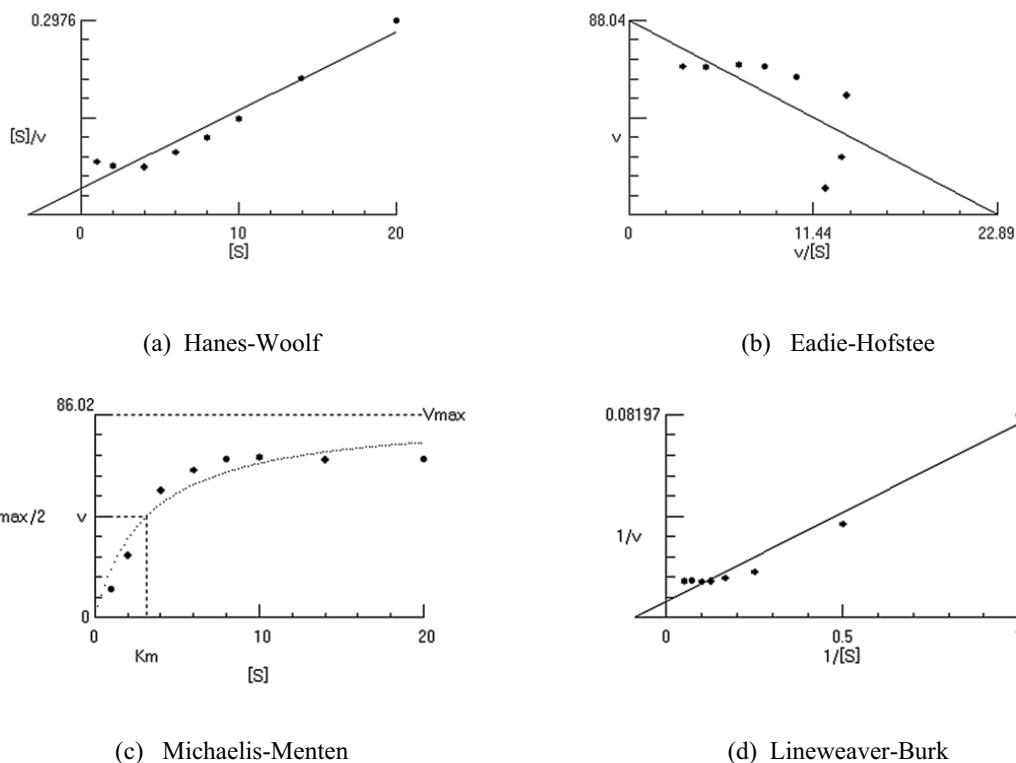 0.2976
[S]/v
0
10
20
[S]
88.04
v
0
11.44
22.89
v/[S]
(a) Hanes-Woolf
(b) Eadie-Hofstee
86.02
Vmax
max/2
v
0
0
10
20
Km
[S]
0.08197
1/v
0
0.5
1/[S]
(c) Michaelis-Menten
(d) Lineweaver-Burk